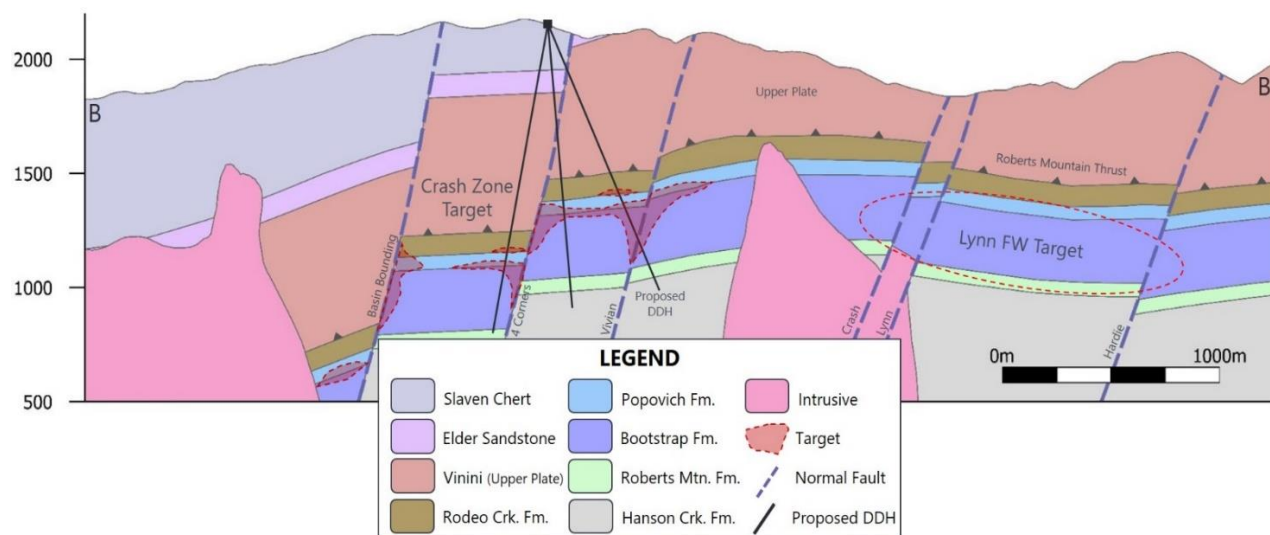 2000
1500
1000
500
B
B
Upper Plate
Roberts Mountain Thrust
Crash Zone
Target
Lynn FW Target
Basin Bounding
4 Corners
Vivian
Proposed
DDH
Crash
Lynn
Hardie
0m
1000m
LEGEND
Slaven Chert
Popovich Fm.
Intrusive
Elder Sandstone
Bootstrap Fm.
Target
Vinini (Upper Plate)
Roberts Mtn. Fm.
Normal Fault
Rodeo Crk. Fm.
Hanson Crk. Fm.
Proposed DDH